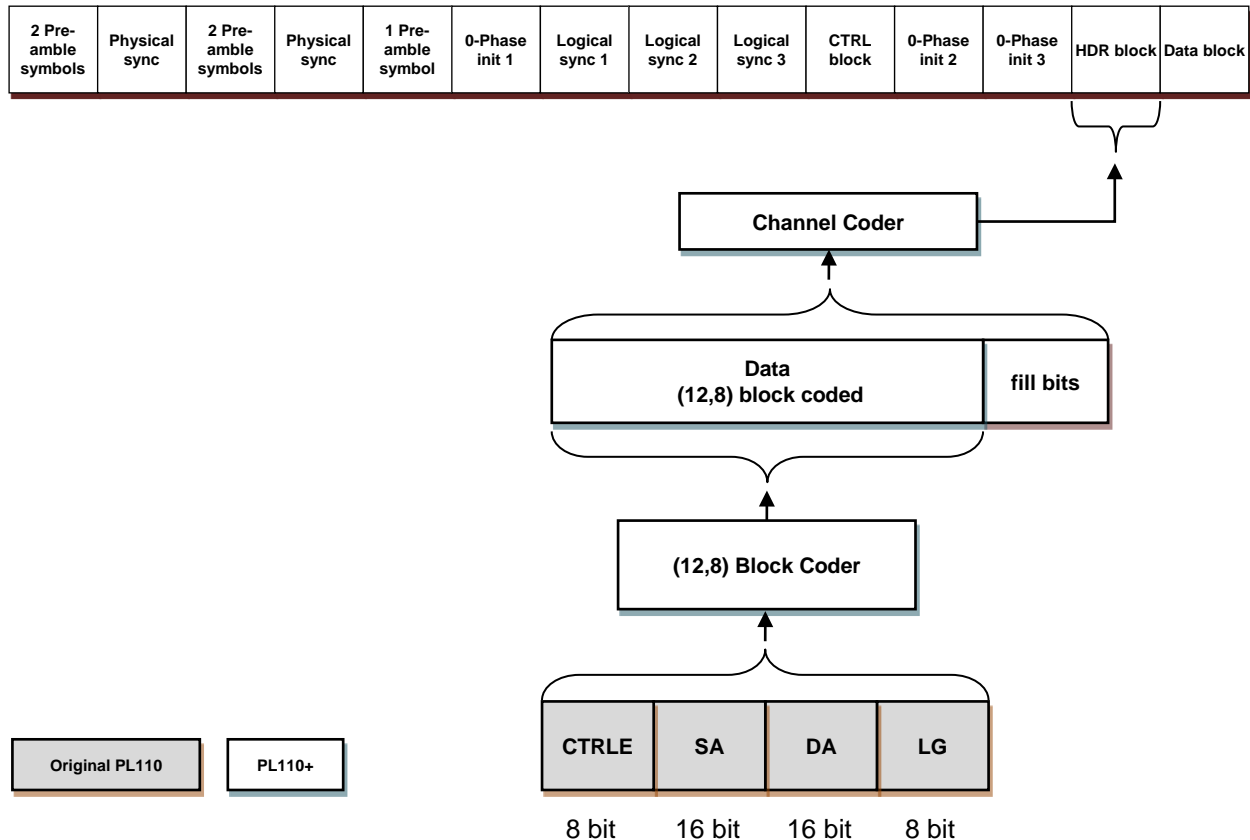 2 Pre-
amble
symbols
Physical
sync
2 Pre-
amble
symbols
Physical
sync
1 Pre-
amble
symbol
0-Phase
init 1
Logical
sync 1
Logical
sync 2
Logical
sync 3
CTRL
block
0-Phase
init 2
0-Phase
init 3
HDR block
Data block
Channel Coder
Data
(12,8) block coded
fill bits
(12,8) Block Coder
CTRLE
SA
DA
LG
Original PL110
PL110+
8 bit
16 bit
16 bit
8 bit